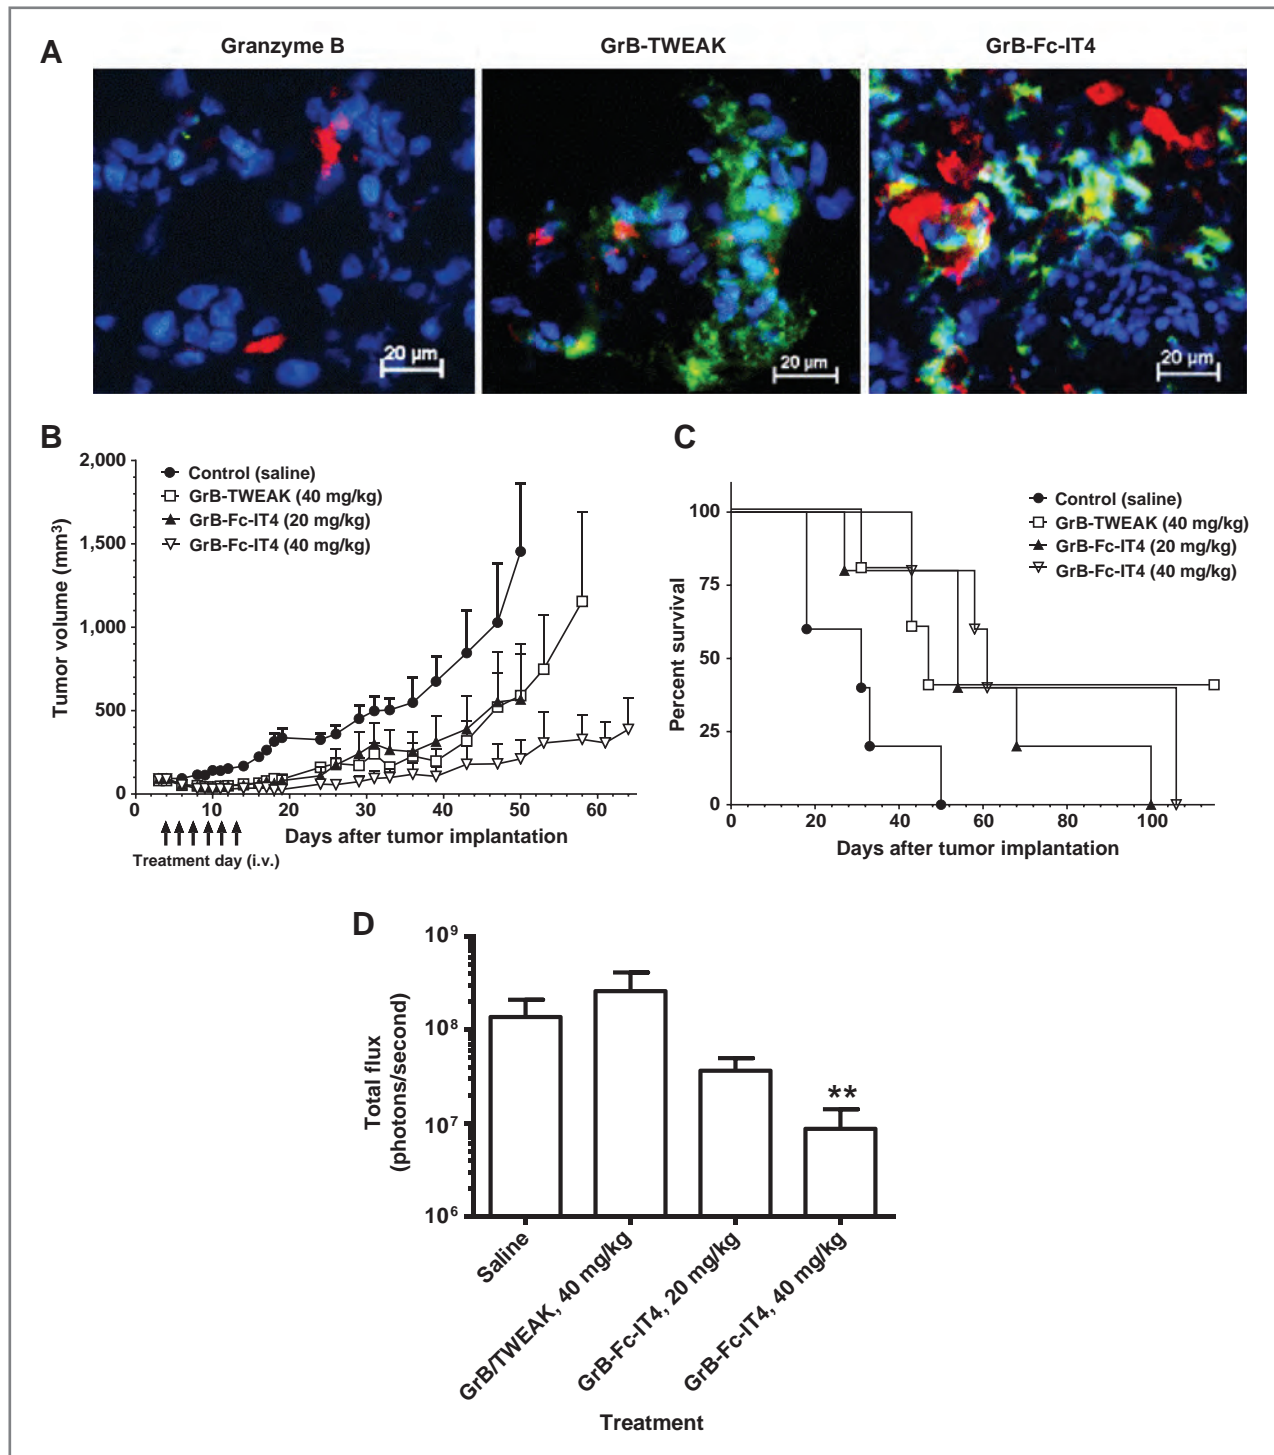 A
Granzyme B
GrB-TWEAK
GrB-Fc-IT4
20 µm
20 µm
20 µm
B
2,000
1,500
1,000
500
0
Tumor volume (mm³)
Control (saline)
GrB-TWEAK (40 mg/kg)
GrB-Fc-IT4 (20 mg/kg)
GrB-Fc-IT4 (40 mg/kg)
0 10 20 30 40 50 60
Days after tumor implantation
Treatment day (i.v.)
C
100
75
50
25
0
Percent survival
Control (saline)
GrB-TWEAK (40 mg/kg)
GrB-Fc-IT4 (20 mg/kg)
GrB-Fc-IT4 (40 mg/kg)
0 20 40 60 80 100
Days after tumor implantation
D
10⁹
10⁸
10⁷
10⁶
Total flux
(photons/second)
**
Saline
GrB/TWEAK, 40 mg/kg
GrB-Fc-IT4, 20 mg/kg
GrB-Fc-IT4, 40 mg/kg
Treatment